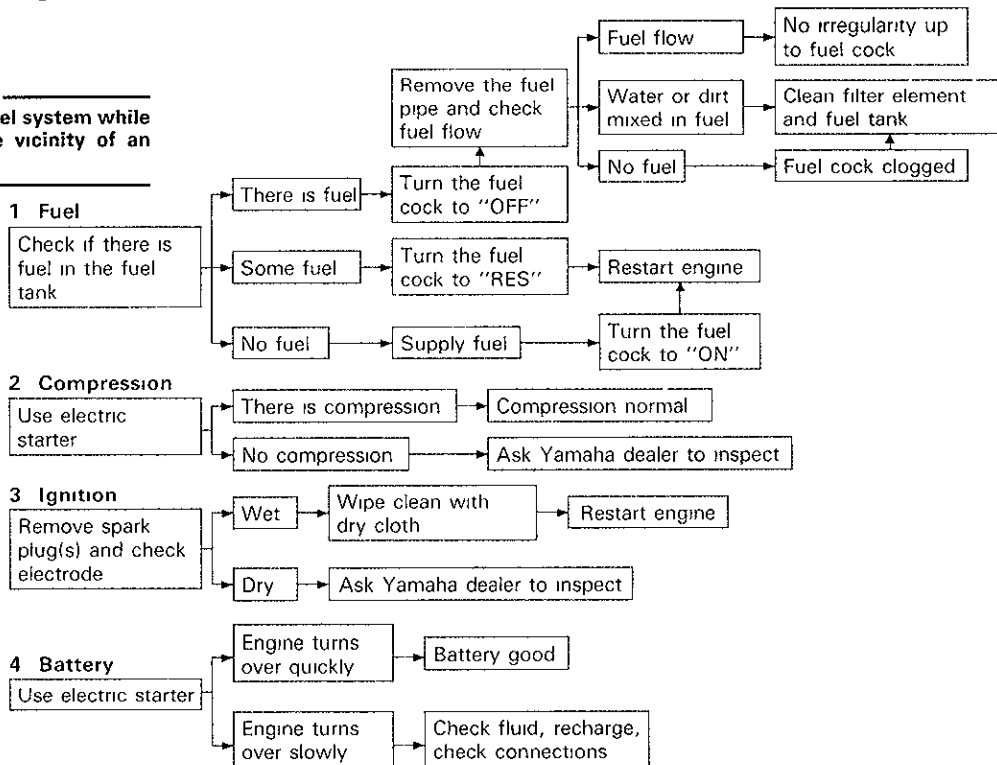 el system while
e vicinity of an
1 Fuel
Check if there is
fuel in the fuel
tank
There is fuel
Turn the fuel
cock to "OFF"
Remove the fuel
pipe and check
fuel flow
Fuel flow
No irregularity up
to fuel cock
Water or dirt
mixed in fuel
Clean filter element
and fuel tank
No fuel
Fuel cock clogged
Some fuel
Turn the fuel
cock to "RES"
Restart engine
No fuel
Supply fuel
Turn the fuel
cock to "ON"
2 Compression
Use electric
starter
There is compression
Compression normal
No compression
Ask Yamaha dealer to inspect
3 Ignition
Remove spark
plug(s) and check
electrode
Wet
Wipe clean with
dry cloth
Restart engine
Dry
Ask Yamaha dealer to inspect
4 Battery
Use electric starter
Engine turns
over quickly
Battery good
Engine turns
over slowly
Check fluid, recharge,
check connections